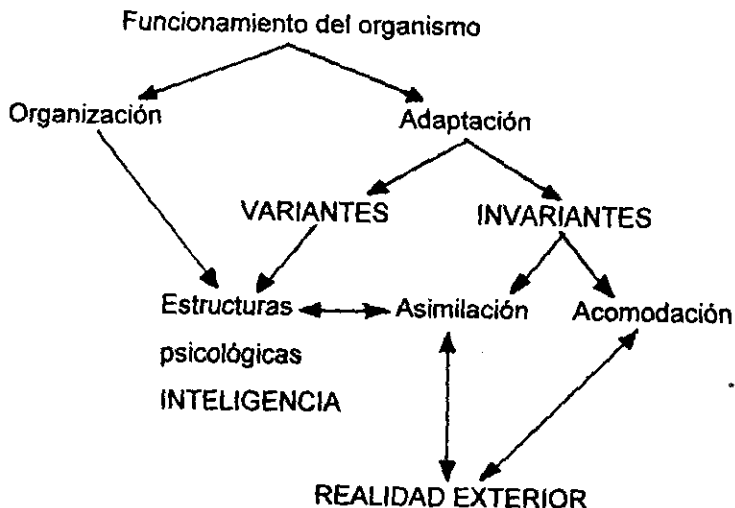 Funcionamiento del organismo
Organización
Adaptación
VARIANTES
INVARIANTES
Estructuras
psicológicas
INTELIGENCIA
Asimilación
Acomodación
REALIDAD EXTERIOR